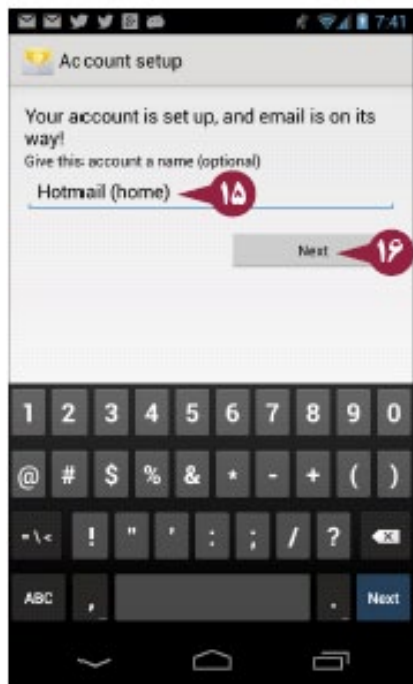 7:41
Account setup
Your account is set up, and email is on its
way!
Give this account a name (optional)
Hotmail (home) ۱۵
Next ۱۶
1 2 3 4 5 6 7 8 9 0
@ # $ % & * - + ( )
=\< ! " ' : ; / ?
ABC , . Next